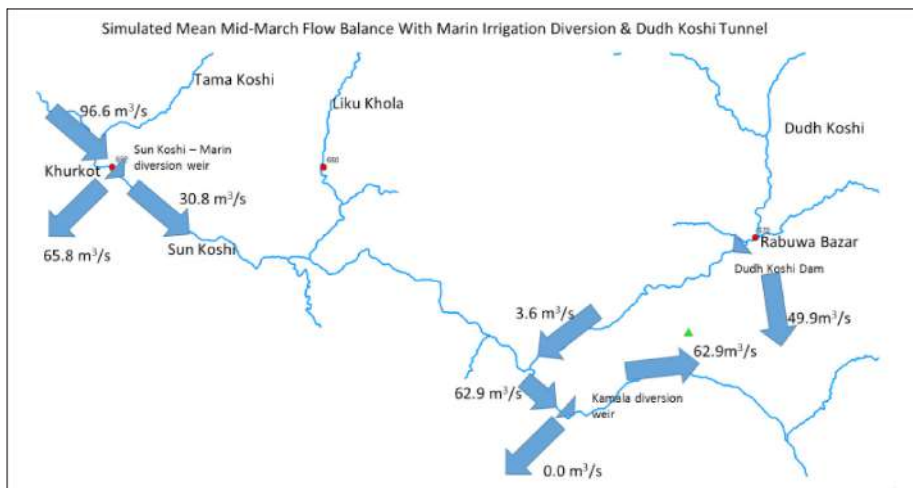 Simulated Mean Mid-March Flow Balance With Marin Irrigation Diversion & Dudh Koshi Tunnel
Tama Koshi
Liku Khola
Dudh Koshi
96.6 m³/s
Sun Koshi – Marin
diversion weir
Khurkot
660
30.8 m³/s
65.8 m³/s
Sun Koshi
Rabuwa Bazar
Dudh Koshi Dam
3.6 m³/s
49.9m³/s
62.9m³/s
62.9 m³/s
Kamala diversion
weir
0.0 m³/s